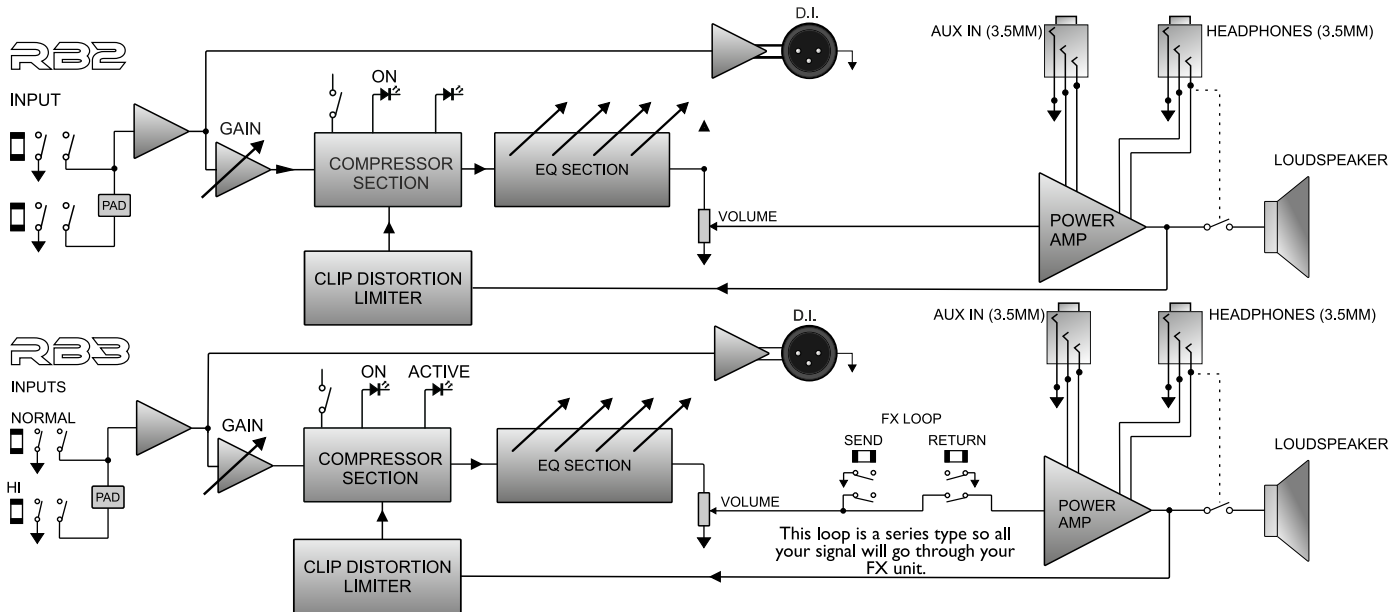 RB2
INPUT
PAD
GAIN
ON
COMPRESSOR
SECTION
EQ SECTION
CLIP DISTORTION
LIMITER
VOLUME
D.I.
AUX IN (3.5MM)
HEADPHONES (3.5MM)
POWER
AMP
LOUDSPEAKER
RB3
INPUTS
NORMAL
HI
PAD
GAIN
ON
ACTIVE
COMPRESSOR
SECTION
EQ SECTION
CLIP DISTORTION
LIMITER
VOLUME
D.I.
FX LOOP
SEND
RETURN
This loop is a series type so all
your signal will go through your
FX unit.
AUX IN (3.5MM)
HEADPHONES (3.5MM)
POWER
AMP
LOUDSPEAKER